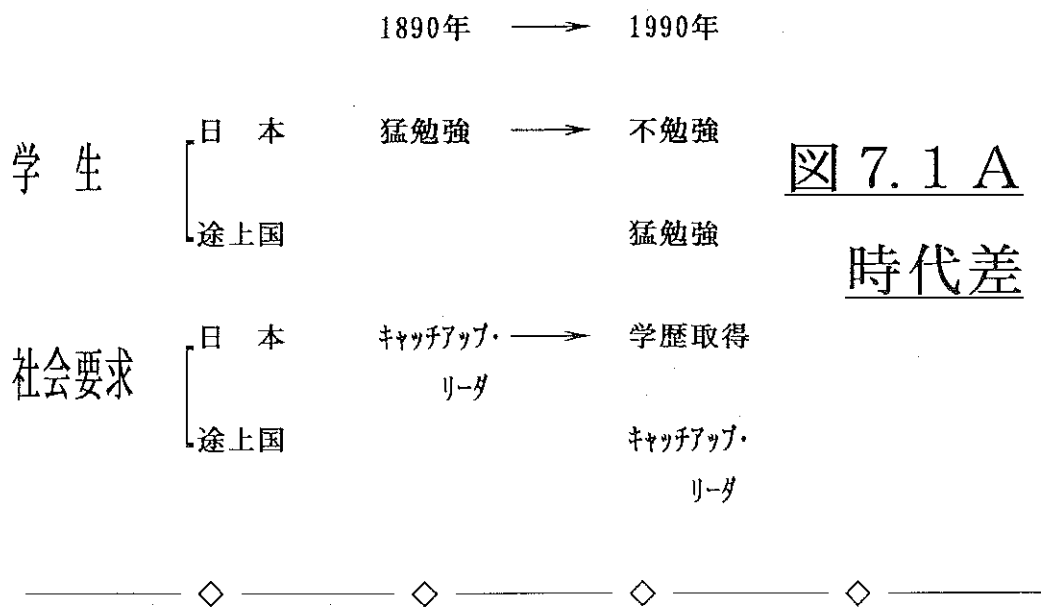 1890年 → 1990年
学生
日本 猛勉強 → 不勉強
途上国 猛勉強
図 7.1 A
時代差
社会要求
日本 キャッチアップ・ → 学歴取得
リーダ
途上国 キャッチアップ・
リーダ